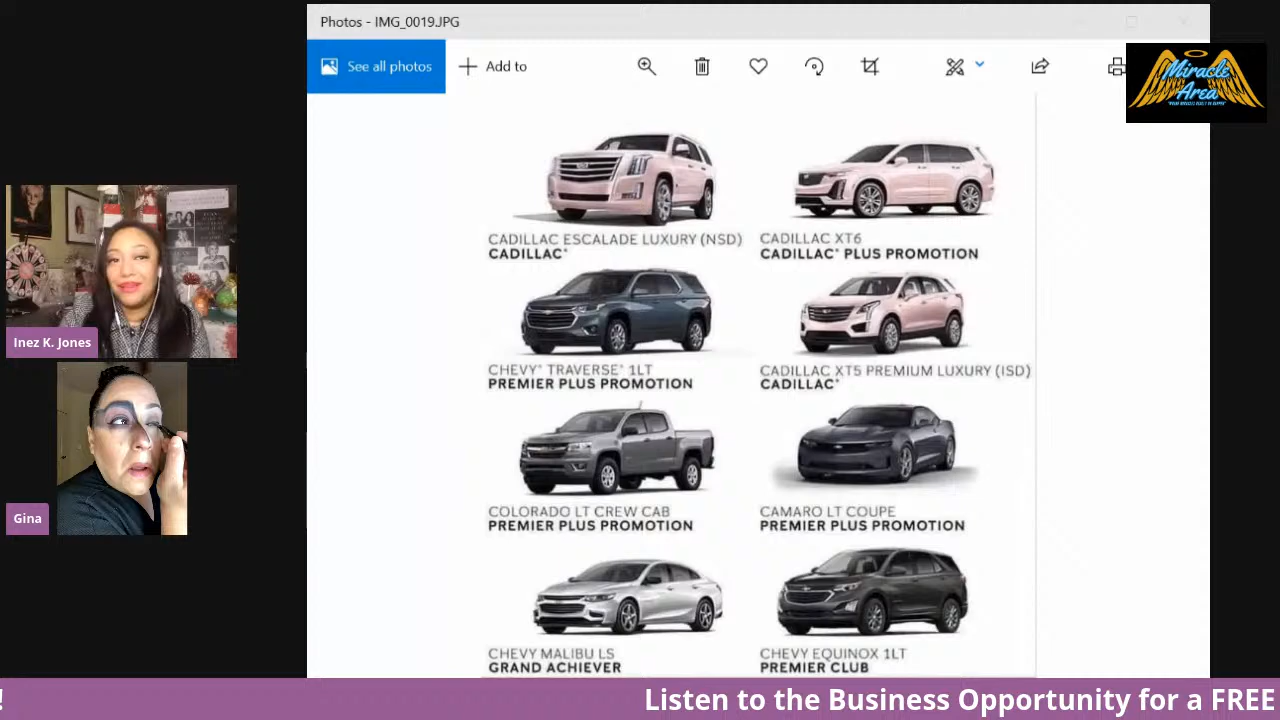 Photos - IMG_0019.JPG
See all photos
Add to
Miracle
Area
CADILLAC ESCALADE LUXURY (NSD)
CADILLAC®
CADILLAC XT6
CADILLAC® PLUS PROMOTION
CHEVY® TRAVERSE® 1LT
PREMIER PLUS PROMOTION
CADILLAC XT5 PREMIUM LUXURY (ISD)
CADILLAC®
COLORADO LT CREW CAB
PREMIER PLUS PROMOTION
CAMARO LT COUPE
PREMIER PLUS PROMOTION
CHEVY MALIBU LS
GRAND ACHIEVER
CHEVY EQUINOX 1LT
PREMIER CLUB
Inez K. Jones
Gina
! Listen to the Business Opportunity for a FREE